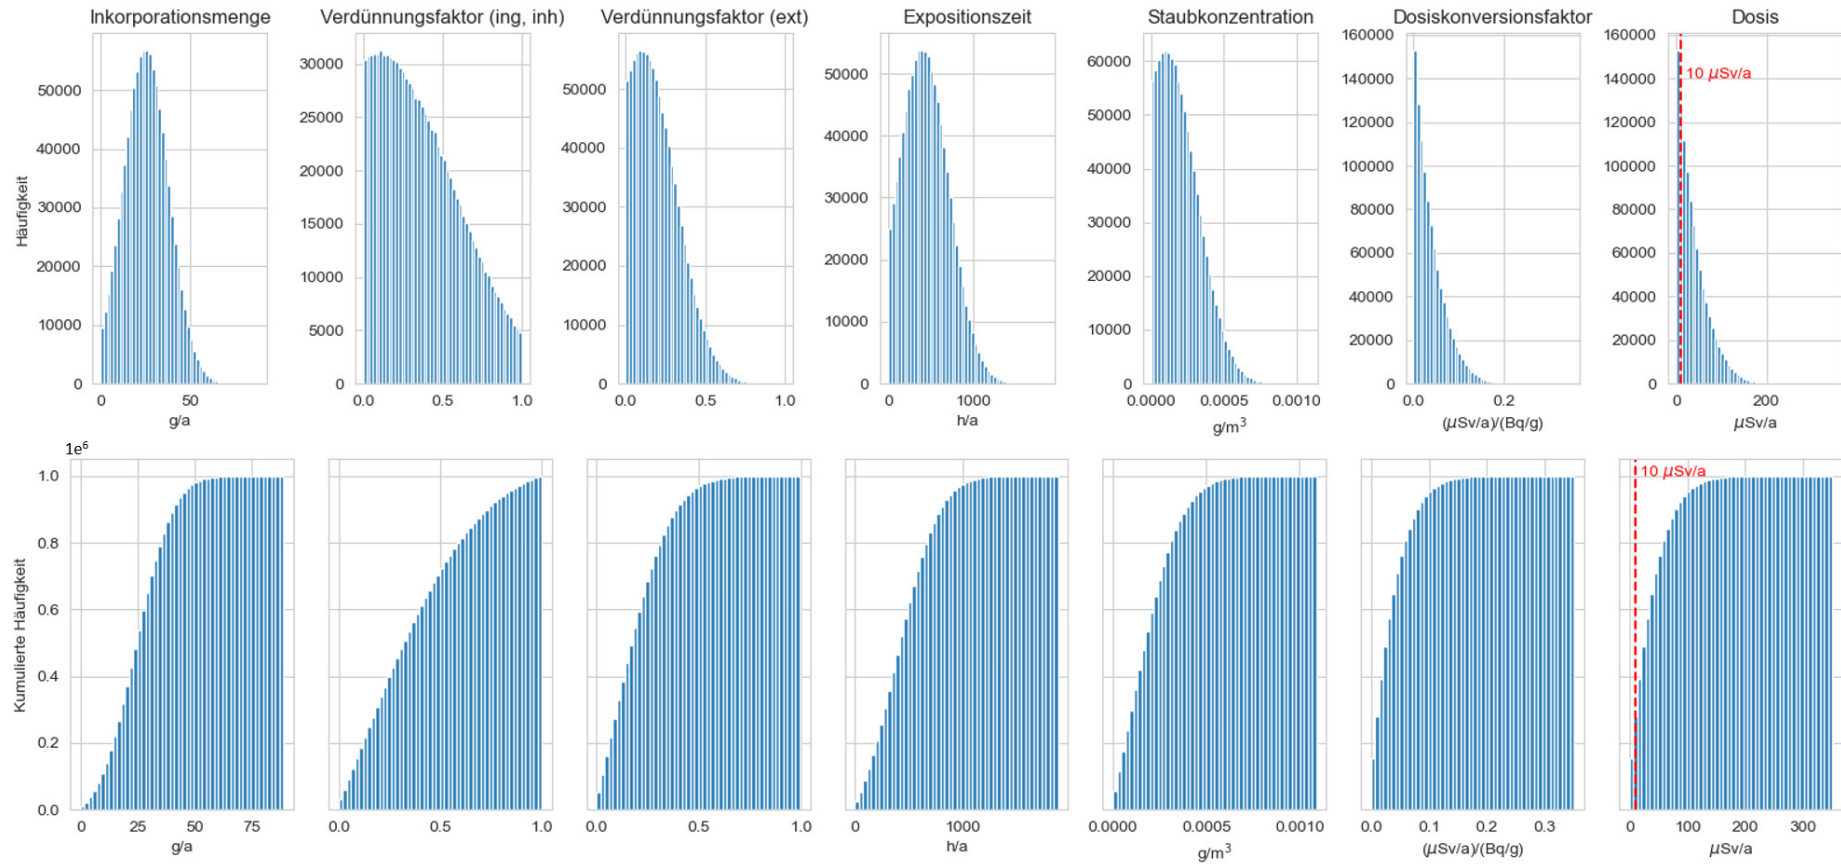 Inkorporationsmenge
Verdünnungsfaktor (ing, inh)
Verdünnungsfaktor (ext)
Expositionszeit
Staubkonzentration
Dosiskonversionsfaktor
Dosis
Häufigkeit
50000
40000
30000
20000
10000
0
0 50
g/a
30000
25000
20000
15000
10000
5000
0
0.0 0.5 1.0
50000
40000
30000
20000
10000
0
0.0 0.5 1.0
50000
40000
30000
20000
10000
0
0 1000
h/a
60000
50000
40000
30000
20000
10000
0
0.0000 0.0005 0.0010
g/m³
160000
140000
120000
100000
80000
60000
40000
20000
0
0.0 0.2
(μSv/a)/(Bq/g)
160000
140000
120000
100000
80000
60000
40000
20000
0
10 μSv/a
0 200
μSv/a
1e⁶
Kumulierte Häufigkeit
1.0
0.8
0.6
0.4
0.2
0.0
0 25 50 75
g/a
0.0 0.5 1.0
0.0 0.5 1.0
0 1000
h/a
0.0000 0.0005 0.0010
g/m³
0.0 0.1 0.2 0.3
(μSv/a)/(Bq/g)
10 μSv/a
0 100 200 300
μSv/a